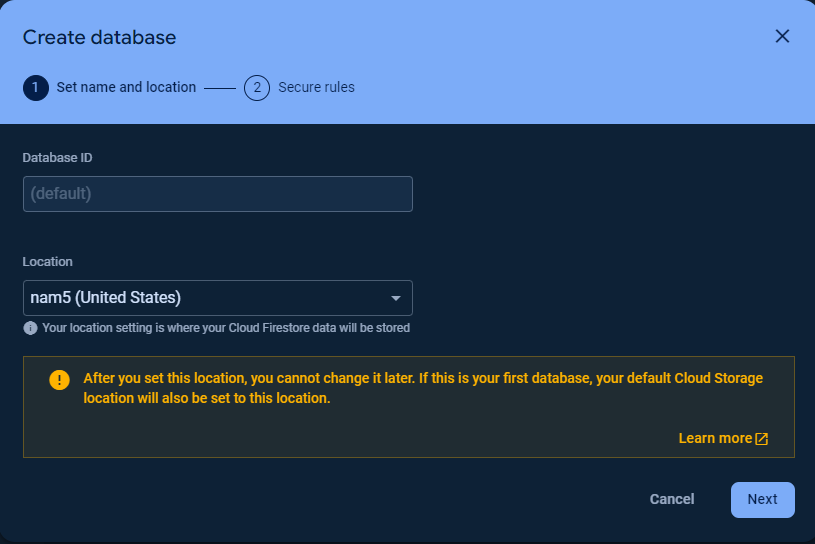 Create database
1 Set name and location
2 Secure rules
Database ID
(default)
Location
nam5 (United States)
Your location setting is where your Cloud Firestore data will be stored
After you set this location, you cannot change it later. If this is your first database, your default Cloud Storage
location will also be set to this location.
Learn more
Cancel
Next